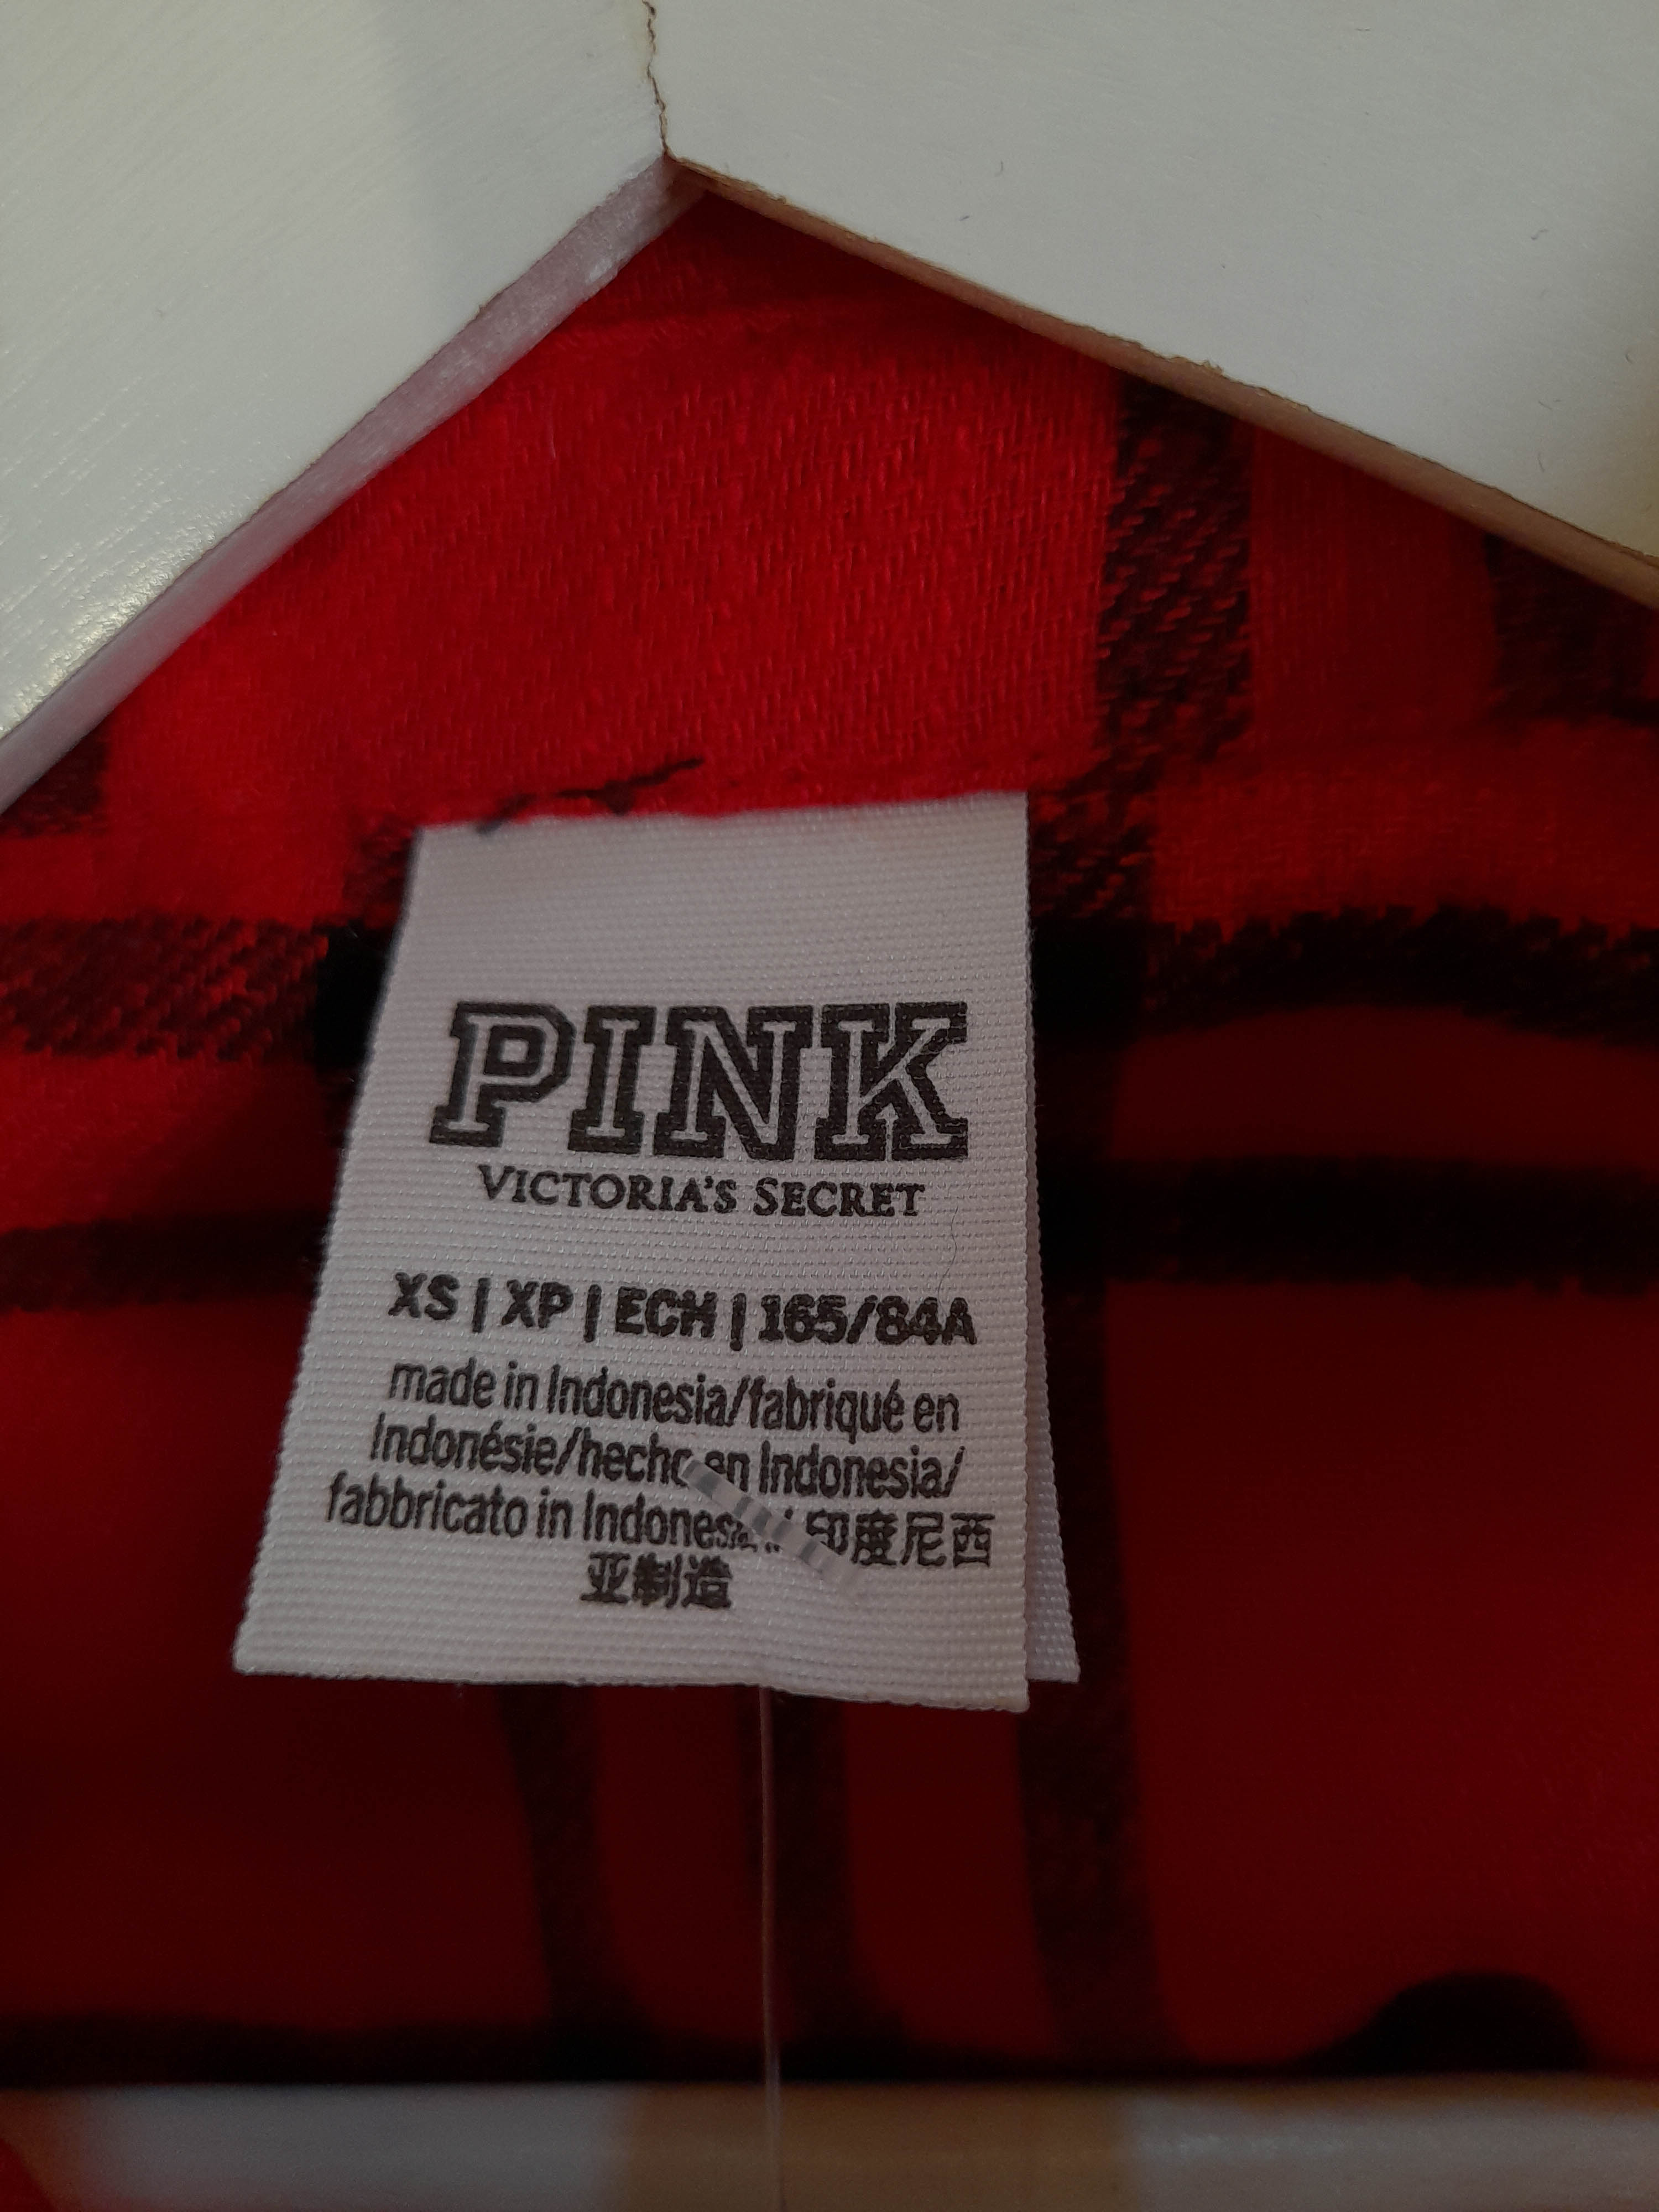 PINK
VICTORIA'S SECRET
XS | XP | ECH | 165/84A
made in Indonesia/fabriqué en
Indonésie/hecho en Indonesia/
fabbricato in Indonesia/印度尼西
亚制造